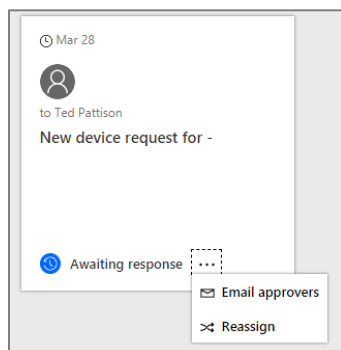 Mar 28
to Ted Pattison
New device request for -
Awaiting response ...
Email approvers
Reassign